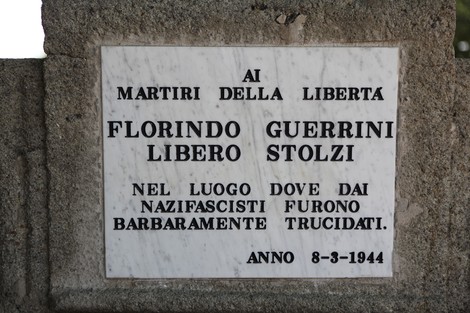 AI
MARTIRI DELLA LIBERTÁ
FLORINDO GUERRINI
LIBERO STOLZI
NEL LUOGO DOVE DAI
NAZIFASCISTI FURONO
BARBARAMENTE TRUCIDATI.
ANNO 8-3-1944